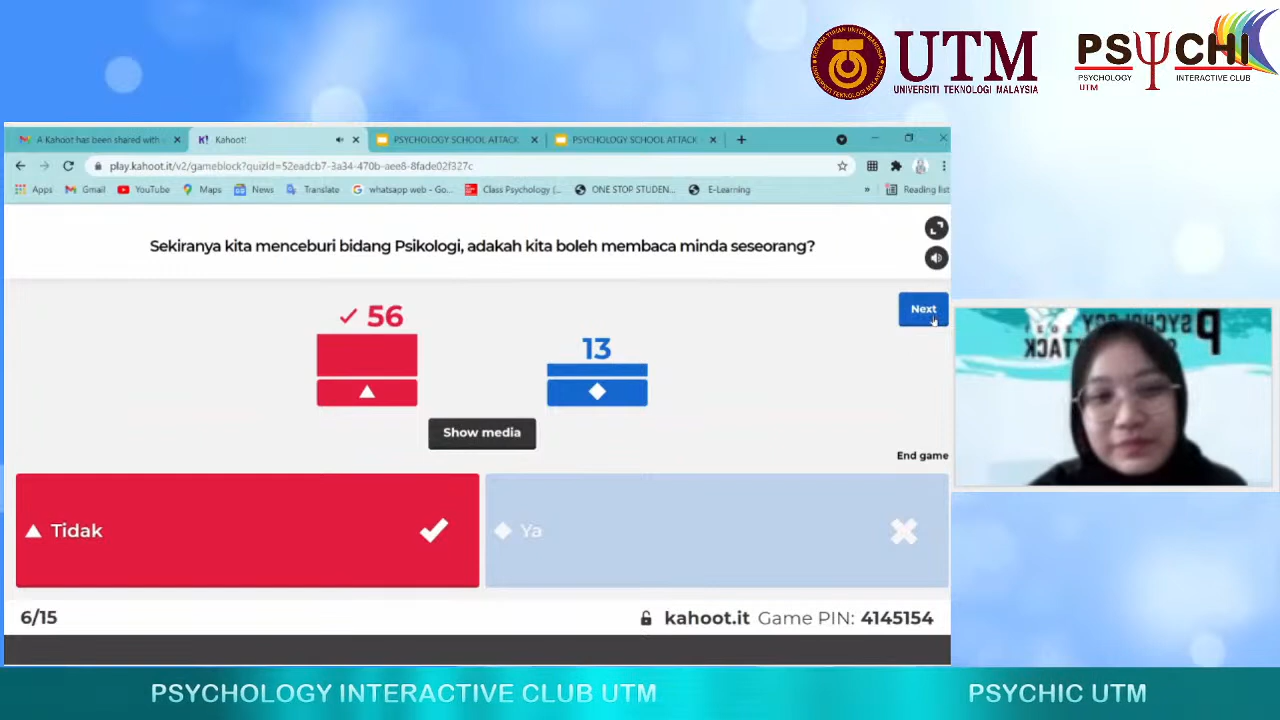 UTM
UNIVERSITI TEKNOLOGI MALAYSIA
PSYCHI
PSYCHOLOGY INTERACTIVE CLUB
UTM
A Kahoot has been shared with
Kahoot!
PSYCHOLOGY SCHOOL ATTACK
PSYCHOLOGY SCHOOL ATTACK
play.kahoot.it/v2/gameblock?quizId=52eadcb7-3a34-470b-aee8-8fade02f327c
Apps Gmail YouTube Maps News Translate whatsapp web - Go... Class Psychology (... ONE STOP STUDEN... E-Learning » Reading list
Sekiranya kita menceburi bidang Psikologi, adakah kita boleh membaca minda seseorang?
Next
56
13
Show media
End game
Tidak
Ya
6/15
kahoot.it Game PIN: 4145154
PSYCHOLOGY
ATTACK
PSYCHOLOGY INTERACTIVE CLUB UTM
PSYCHIC UTM